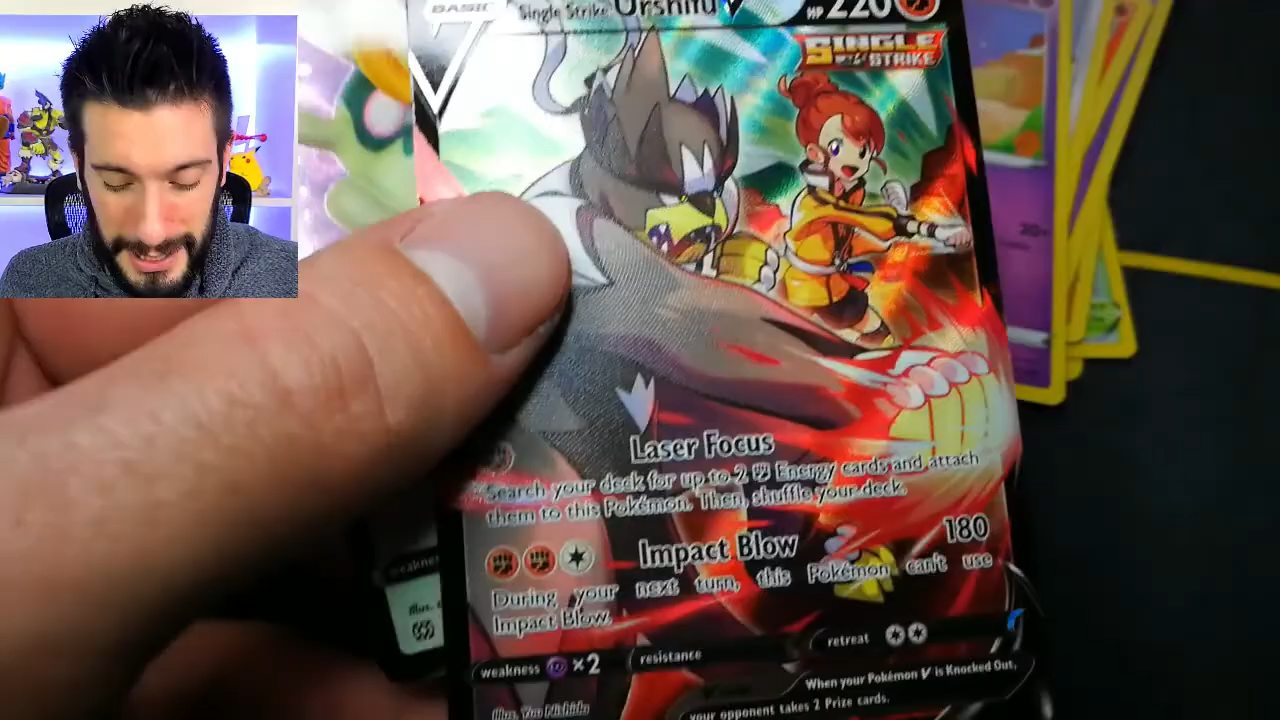 BASIC
Single Strike Urshifu V HP 220
SINGLE
STRIKE
Laser Focus
Search your deck for up to 2 Energy cards and attach
them to this Pokémon. Then, shuffle your deck.
Impact Blow 180
During your next turn, this Pokémon can't use
Impact Blow.
weakness ×2 resistance retreat
When your Pokémon V is Knocked Out,
your opponent takes 2 Prize cards.
Illus.
20+
weakness
Illus.